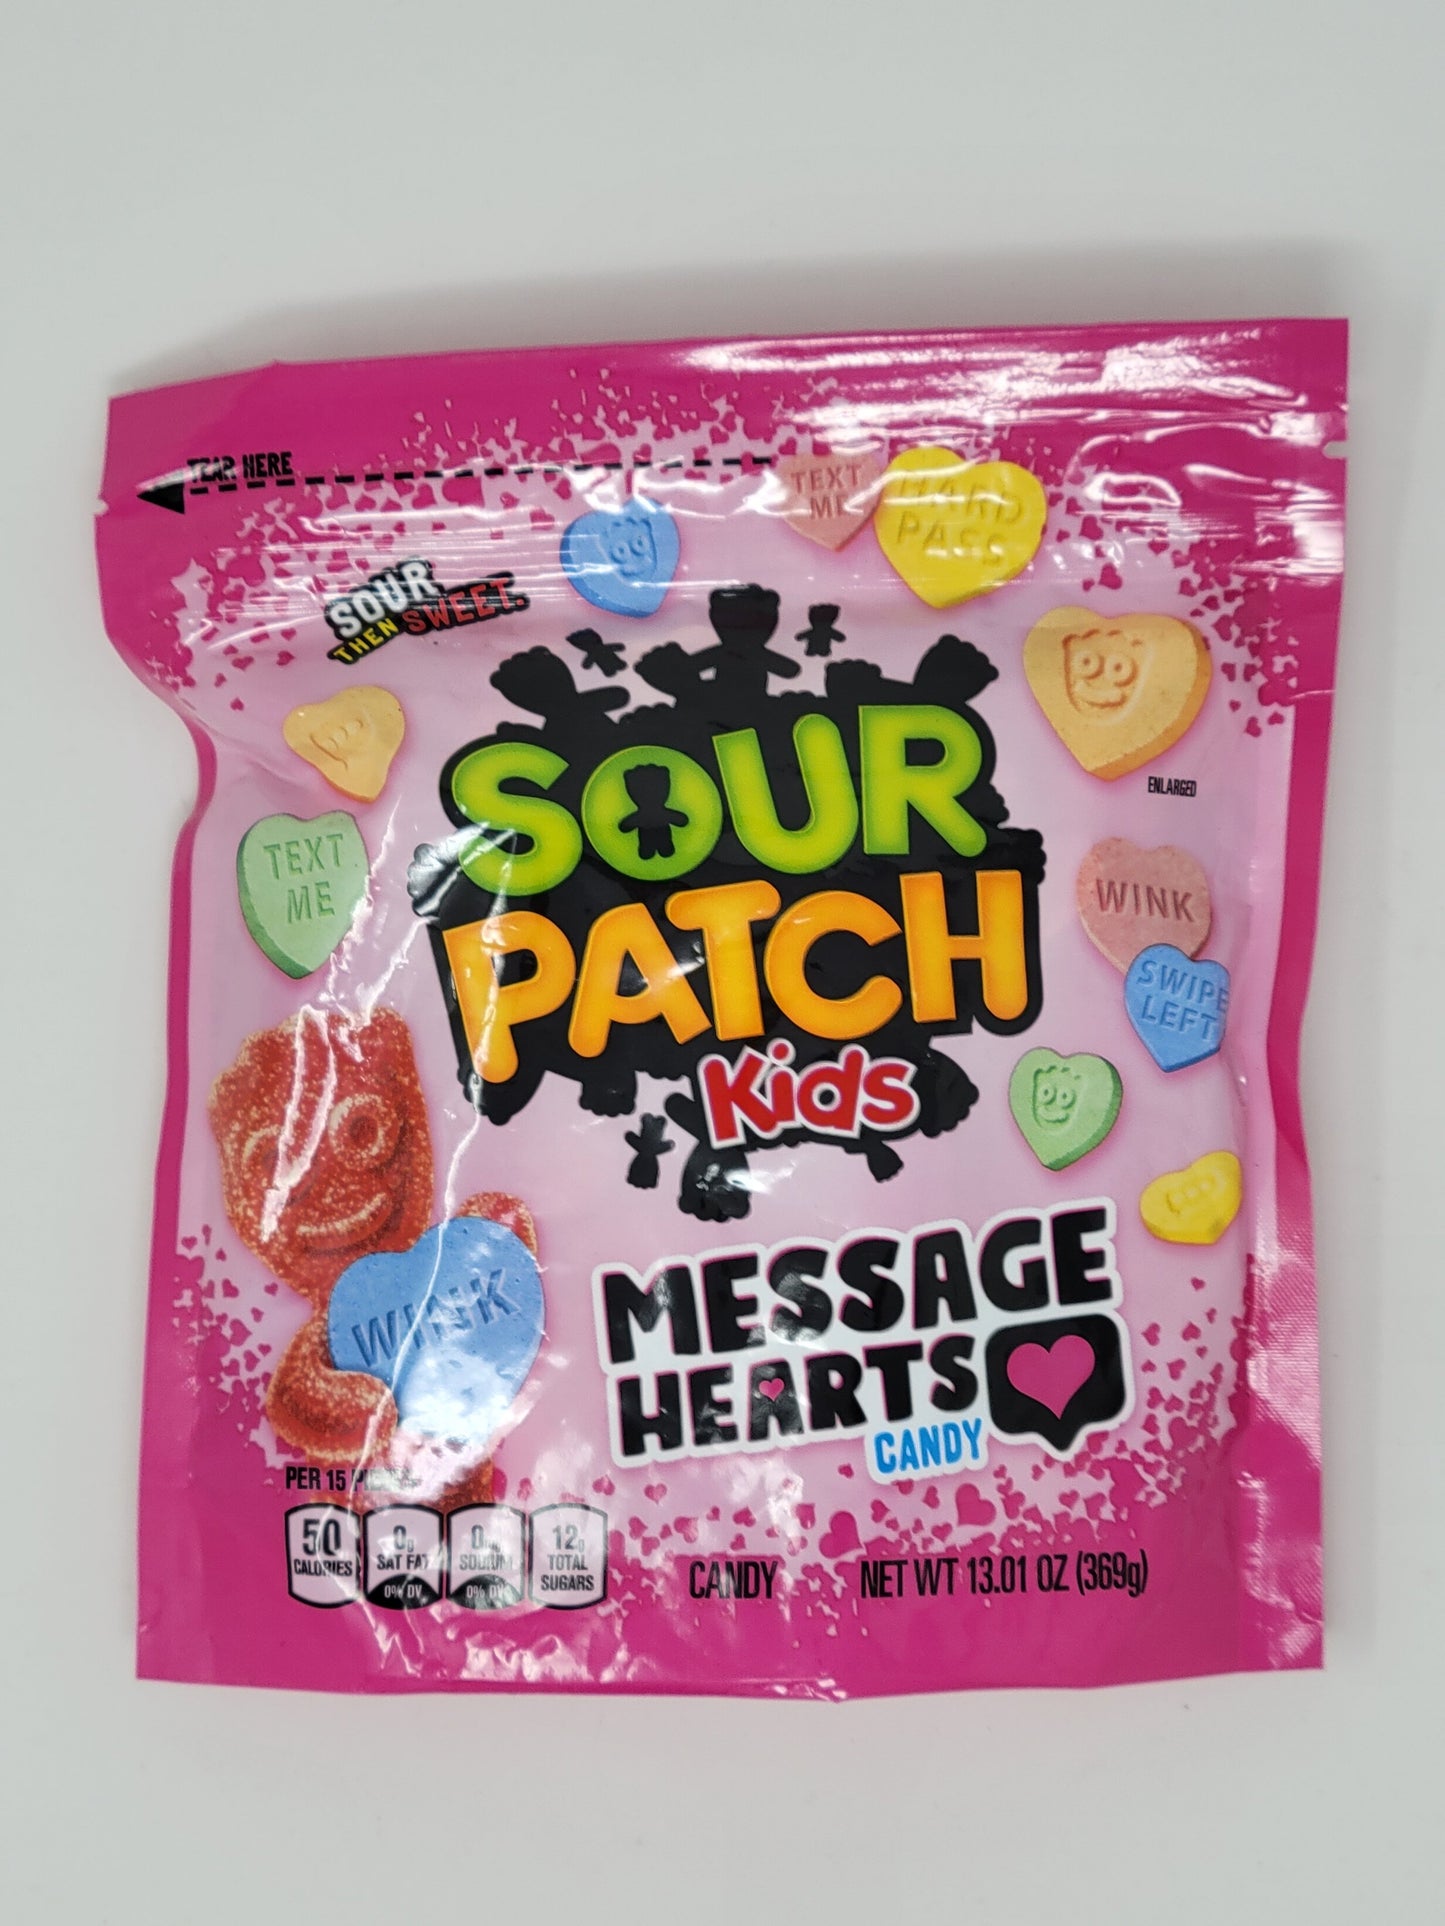 TEAR HERE
TEXT
ME
HARD
PASS
SOUR
THEN SWEET.
SOUR
PATCH
Kids
ENLARGED
TEXT
ME
WINK
SWIPE
LEFT
WINK
MESSAGE
HEARTS
CANDY
PER 15
50
CALORIES
0g
SAT FAT
0% DV
SODIUM
0% DV
12g
TOTAL
SUGARS
CANDY
NET WT 13.01 OZ (369g)